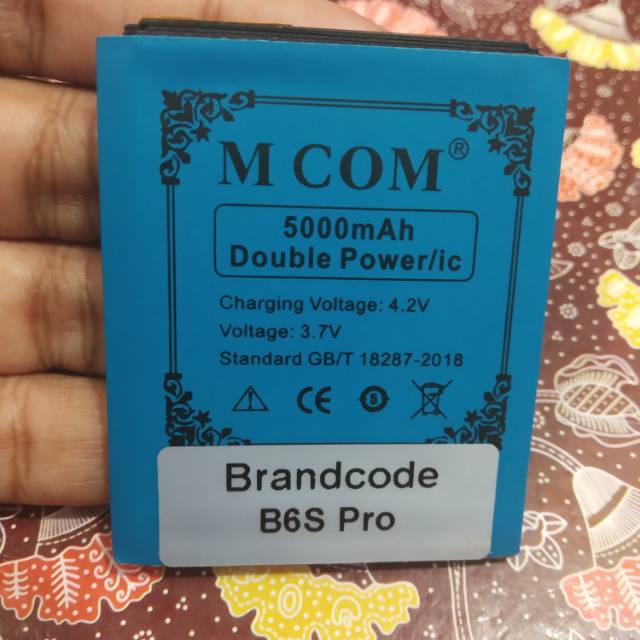 M COM®
5000mAh
Double Power/ic
Charging Voltage: 4.2V
Voltage: 3.7V
Standard GB/T 18287-2018
CE
Brandcode
B6S Pro